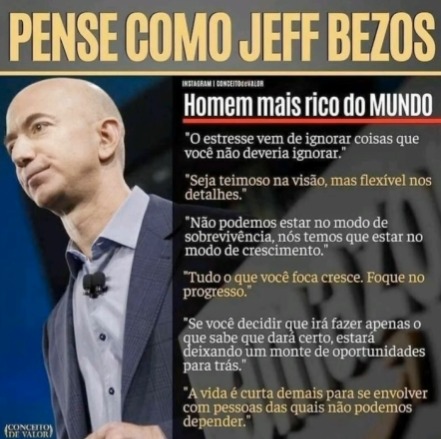 PENSE COMO JEFF BEZOS
INSTAGRAM | CONCEITODEVALOR
Homem mais rico do MUNDO
"O estresse vem de ignorar coisas que
você não deveria ignorar."
"Seja teimoso na visão, mas flexível nos
detalhes."
"Não podemos estar no modo de
sobrevivência, nós temos que estar no
modo de crescimento."
"Tudo o que você foca cresce. Foque no
progresso."
"Se você decidir que irá fazer apenas o
que sabe que dará certo, estará
deixando um monte de oportunidades
para trás."
"A vida é curta demais para se envolver
com pessoas das quais não podemos
depender."
CONCEITO
DE VALOR